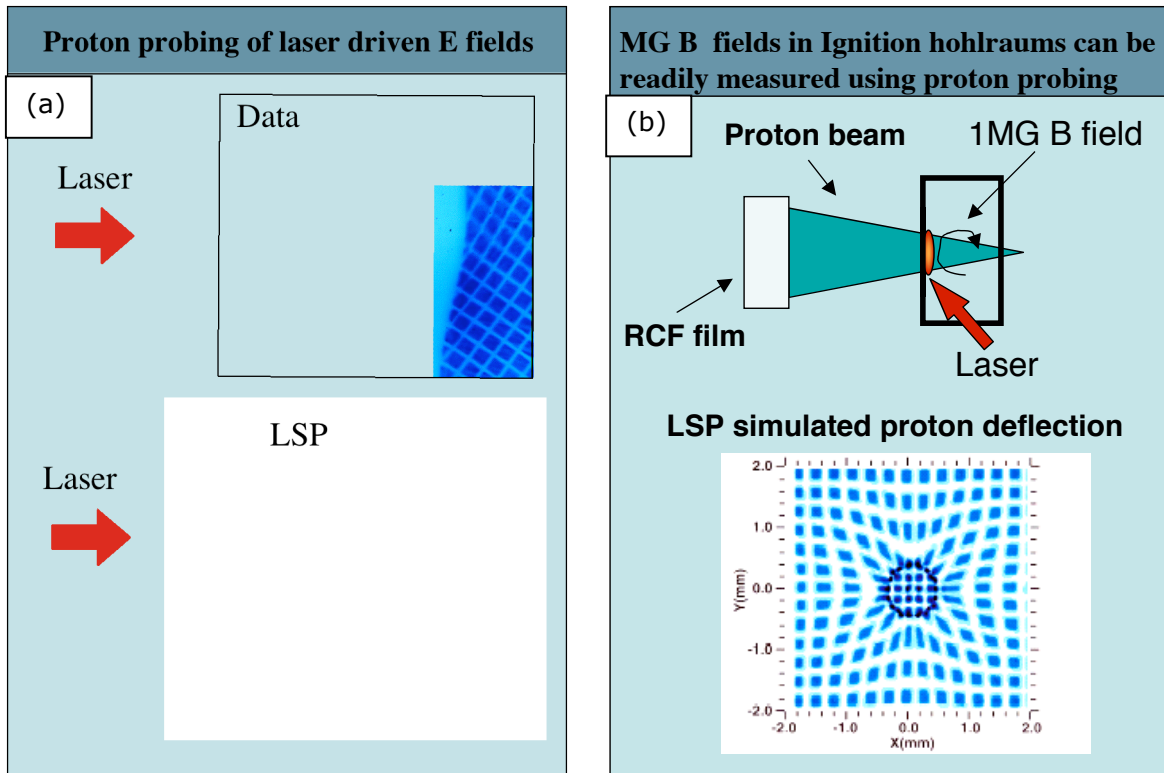 Proton probing of laser driven E fields
(a)
Data
Laser
LSP
Laser
MG B fields in Ignition hohlraums can be
readily measured using proton probing
(b)
Proton beam
1MG B field
RCF film
Laser
LSP simulated proton deflection
2.0
1.0
0.0
-1.0
-2.0
Y(mm)
-2.0 -1.0 0.0 1.0 2.0
X(mm)